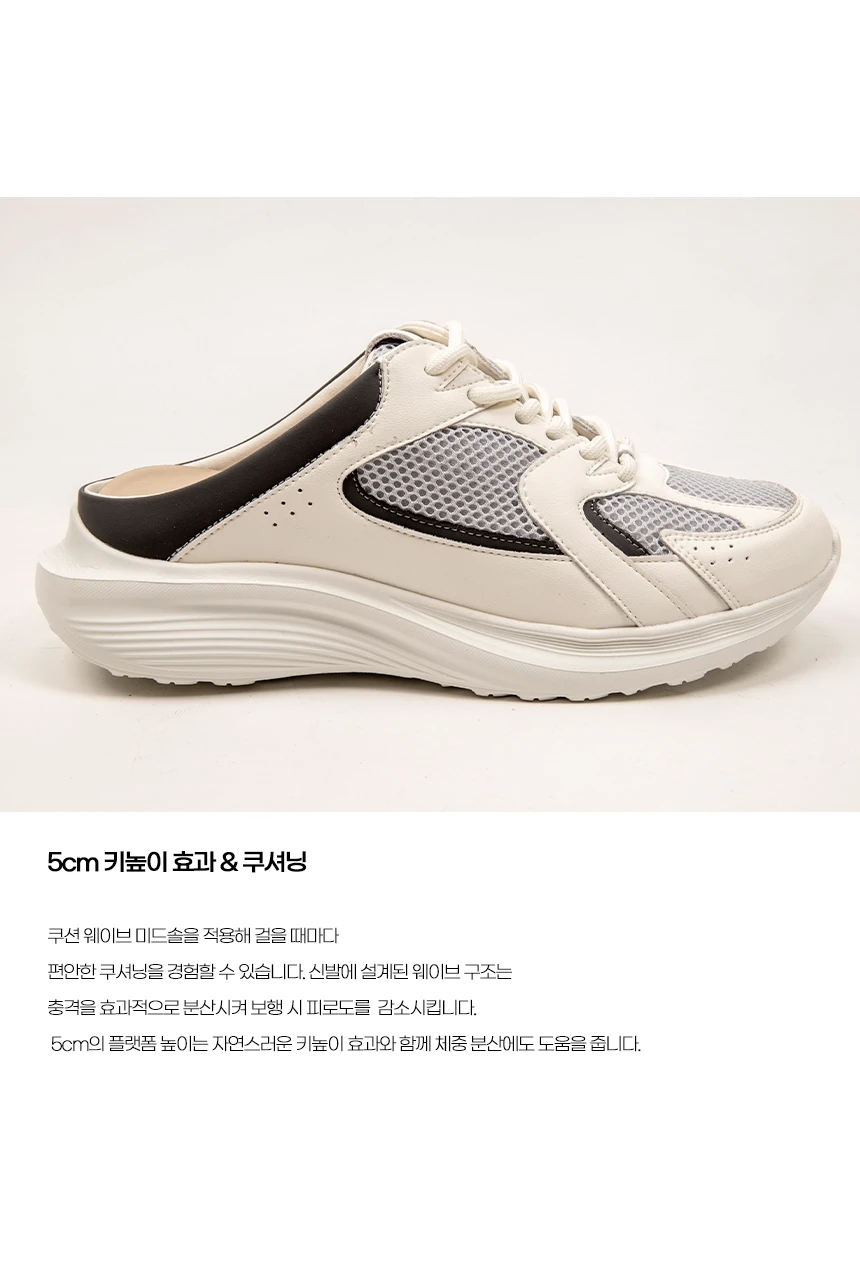 5cm 키높이 효과 & 쿠셔닝
쿠션 웨이브 미드솔을 적용해 걸을 때마다
편안한 쿠셔닝을 경험할 수 있습니다. 신발에 설계된 웨이브 구조는
충격을 효과적으로 분산시켜 보행 시 피로도를 감소시킵니다.
5cm의 플랫폼 높이는 자연스러운 키높이 효과와 함께 체중 분산에도 도움을 줍니다.